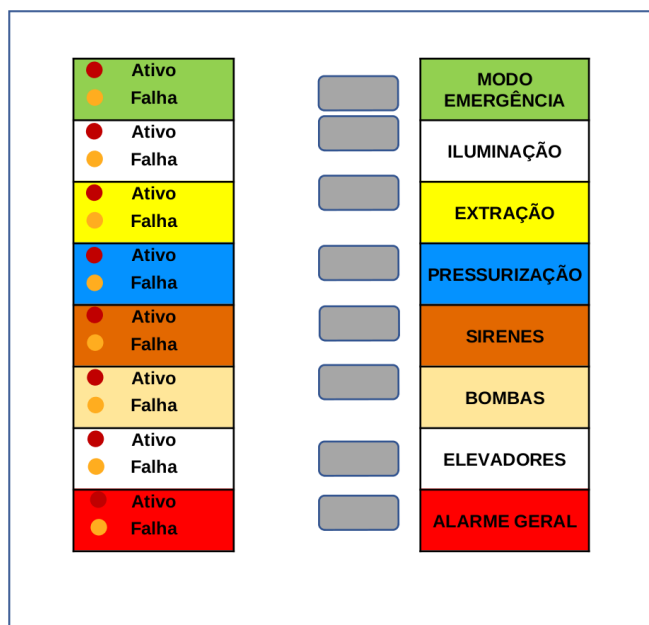 Ativo
Falha
MODO
EMERGÊNCIA
Ativo
Falha
ILUMINAÇÃO
Ativo
Falha
EXTRAÇÃO
Ativo
Falha
PRESSURIZAÇÃO
Ativo
Falha
SIRENES
Ativo
Falha
BOMBAS
Ativo
Falha
ELEVADORES
Ativo
Falha
ALARME GERAL